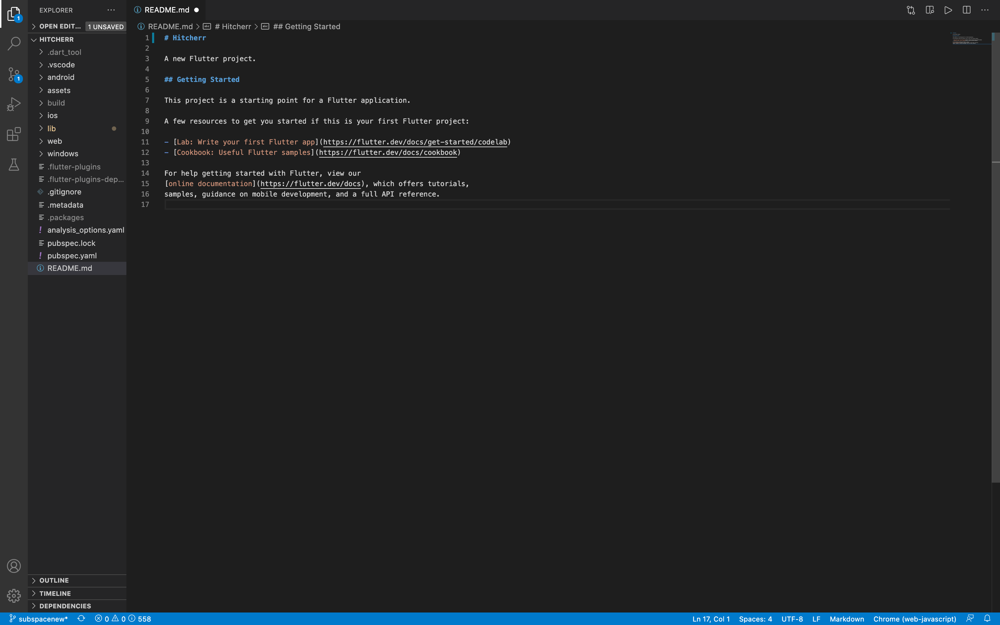 EXPLORER
README.md
OPEN EDIT... 1 UNSAVED
README.md > # Hitcherr > ## Getting Started
HITCHERR
.dart_tool
.vscode
android
assets
build
ios
lib
web
windows
.flutter-plugins
.flutter-plugins-dep...
.gitignore
.metadata
.packages
analysis_options.yaml
pubspec.lock
pubspec.yaml
README.md
1 # Hitcherr
2
3 A new Flutter project.
4
5 ## Getting Started
6
7 This project is a starting point for a Flutter application.
8
9 A few resources to get you started if this is your first Flutter project:
10
11 - [Lab: Write your first Flutter app](https://flutter.dev/docs/get-started/codelab)
12 - [Cookbook: Useful Flutter samples](https://flutter.dev/docs/cookbook)
13
14 For help getting started with Flutter, view our
15 [online documentation](https://flutter.dev/docs), which offers tutorials,
16 samples, guidance on mobile development, and a full API reference.
17
1
1
OUTLINE
TIMELINE
DEPENDENCIES
subspacenew* 0 0 558 Ln 17, Col 1 Spaces: 4 UTF-8 LF Markdown Chrome (web-javascript)